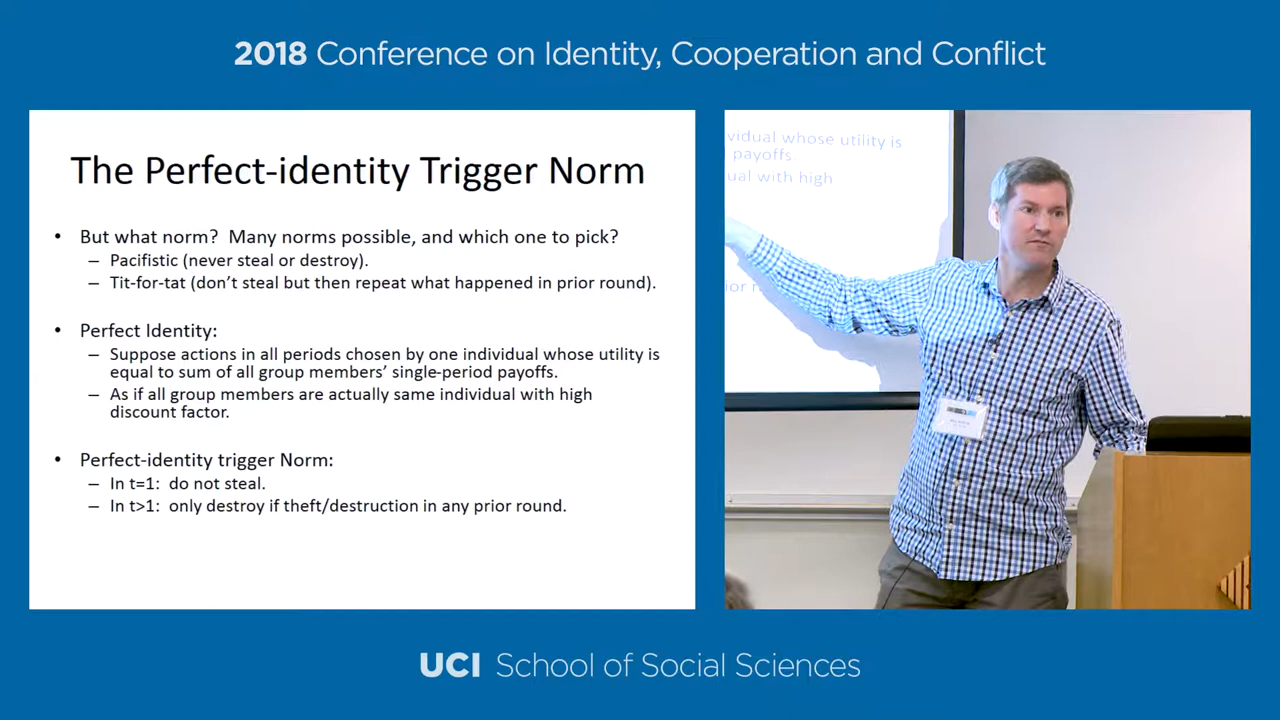 2018 Conference on Identity, Cooperation and Conflict
The Perfect-identity Trigger Norm
• But what norm?  Many norms possible, and which one to pick?
– Pacifistic (never steal or destroy).
– Tit-for-tat (don't steal but then repeat what happened in prior round).
• Perfect Identity:
– Suppose actions in all periods chosen by one individual whose utility is
equal to sum of all group members' single-period payoffs.
– As if all group members are actually same individual with high
discount factor.
• Perfect-identity trigger Norm:
– In t=1:  do not steal.
– In t>1:  only destroy if theft/destruction in any prior round.
vidual whose utility is
payoffs
ual with high
UCI School of Social Sciences